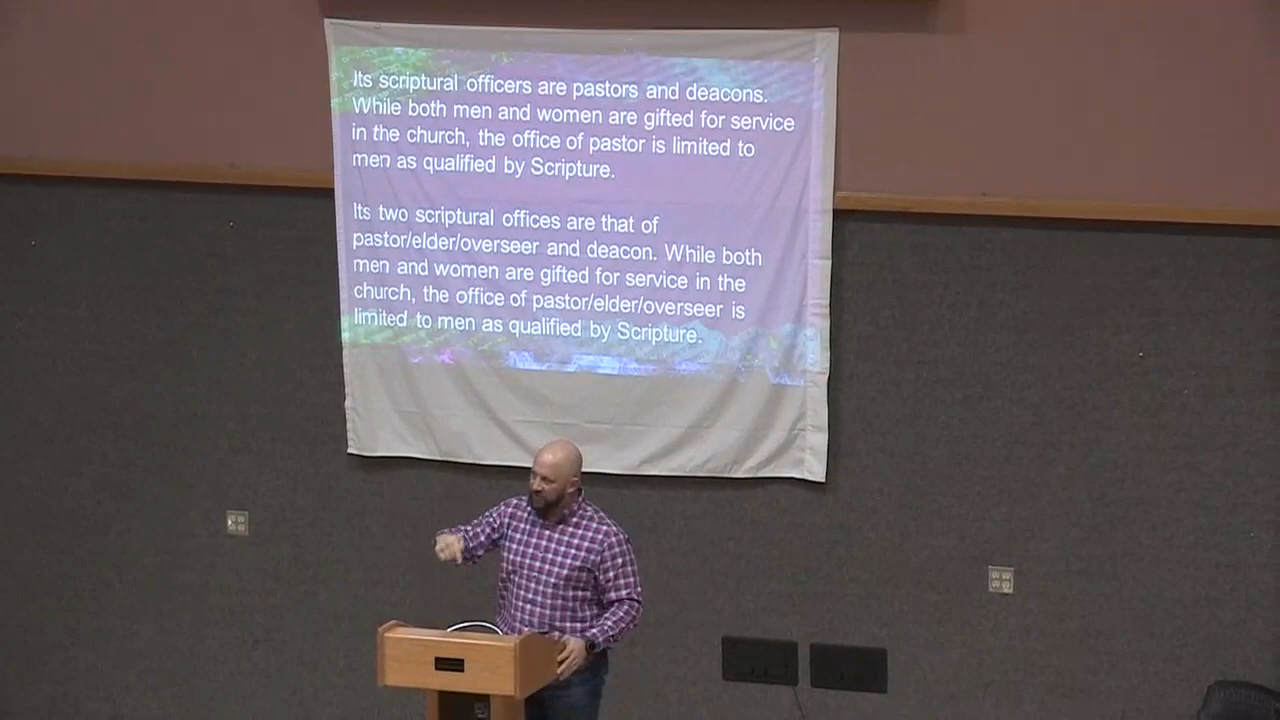 Its scriptural officers are pastors and deacons.
While both men and women are gifted for service
in the church, the office of pastor is limited to
men as qualified by Scripture.
Its two scriptural offices are that of
pastor/elder/overseer and deacon. While both
men and women are gifted for service in the
church, the office of pastor/elder/overseer is
limited to men as qualified by Scripture.